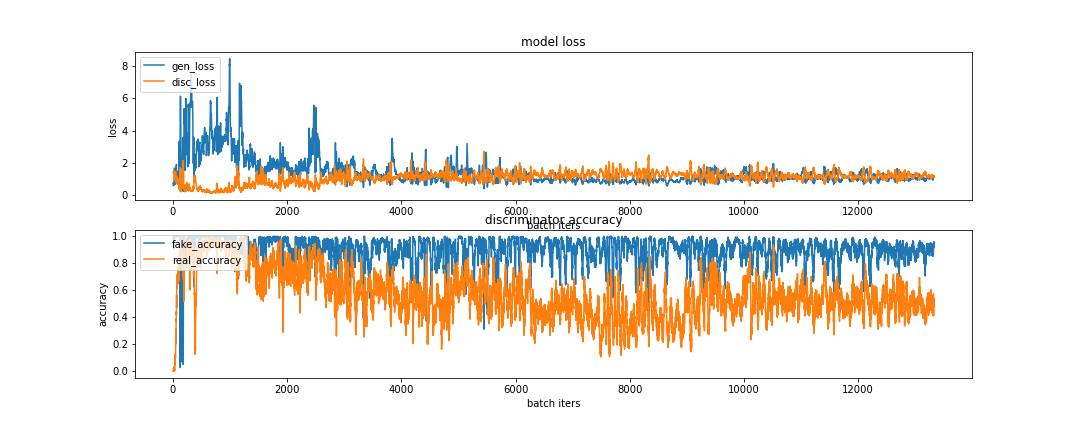 model loss
gen_loss
disc_loss
loss
8
6
4
2
0
0 2000 4000 6000 8000 10000 12000
batch iters
discriminator accuracy
fake_accuracy
real_accuracy
accuracy
1.0
0.8
0.6
0.4
0.2
0.0
0 2000 4000 6000 8000 10000 12000
batch iters